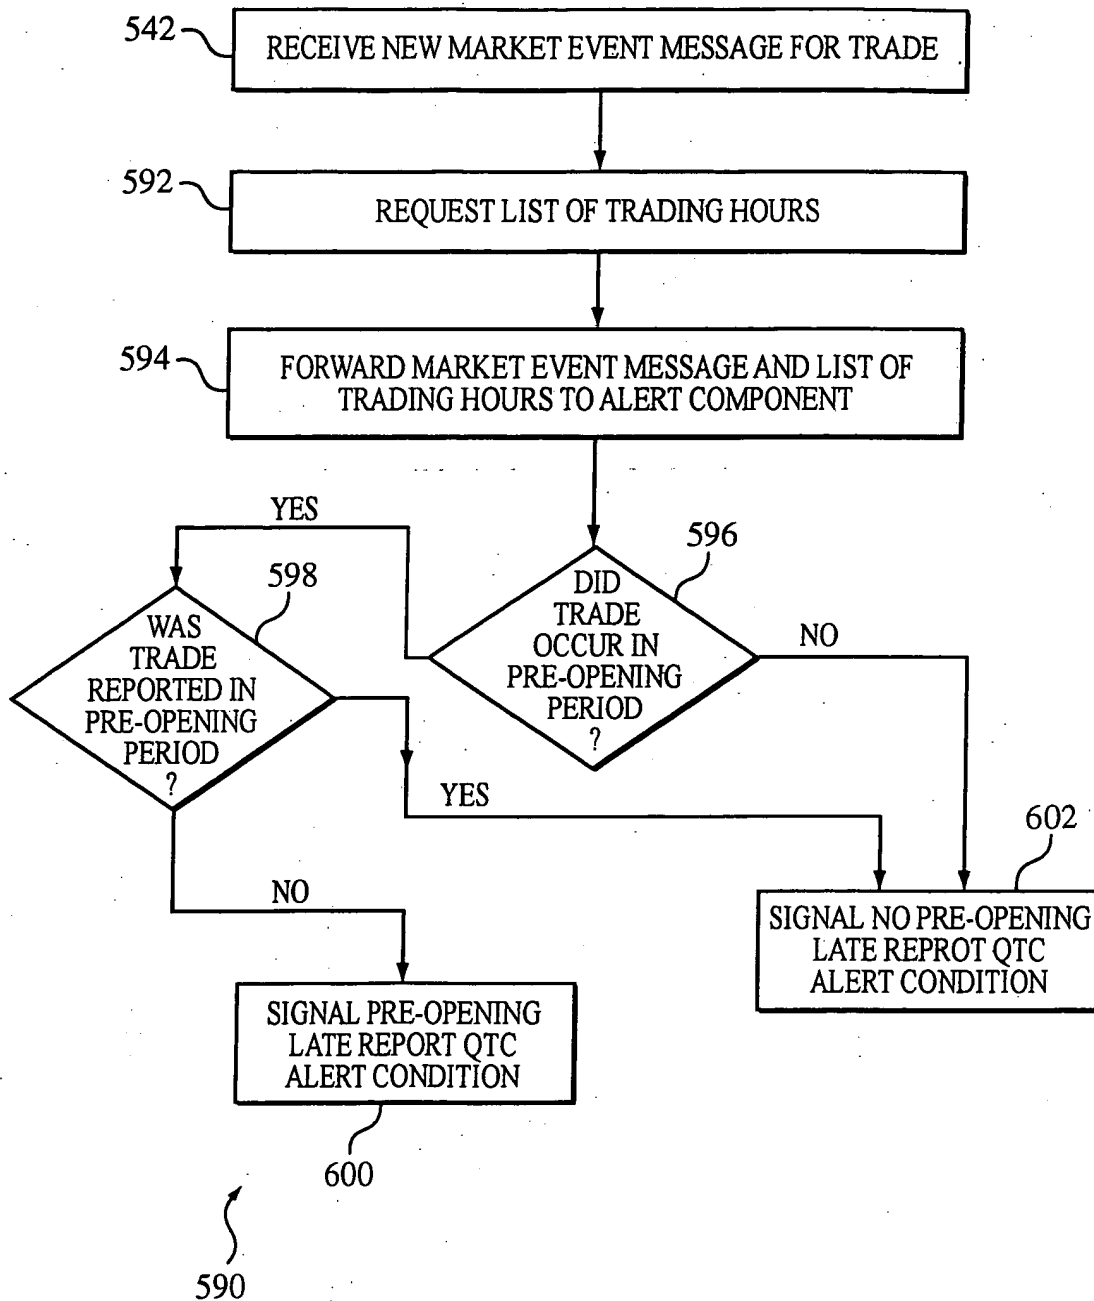 542
RECEIVE NEW MARKET EVENT MESSAGE FOR TRADE
592
REQUEST LIST OF TRADING HOURS
594
FORWARD MARKET EVENT MESSAGE AND LIST OF
TRADING HOURS TO ALERT COMPONENT
YES
596
DID
TRADE
OCCUR IN
PRE-OPENING
PERIOD
?
NO
598
WAS
TRADE
REPORTED IN
PRE-OPENING
PERIOD
?
YES
NO
602
SIGNAL NO PRE-OPENING
LATE REPROT QTC
ALERT CONDITION
SIGNAL PRE-OPENING
LATE REPORT QTC
ALERT CONDITION
600
590